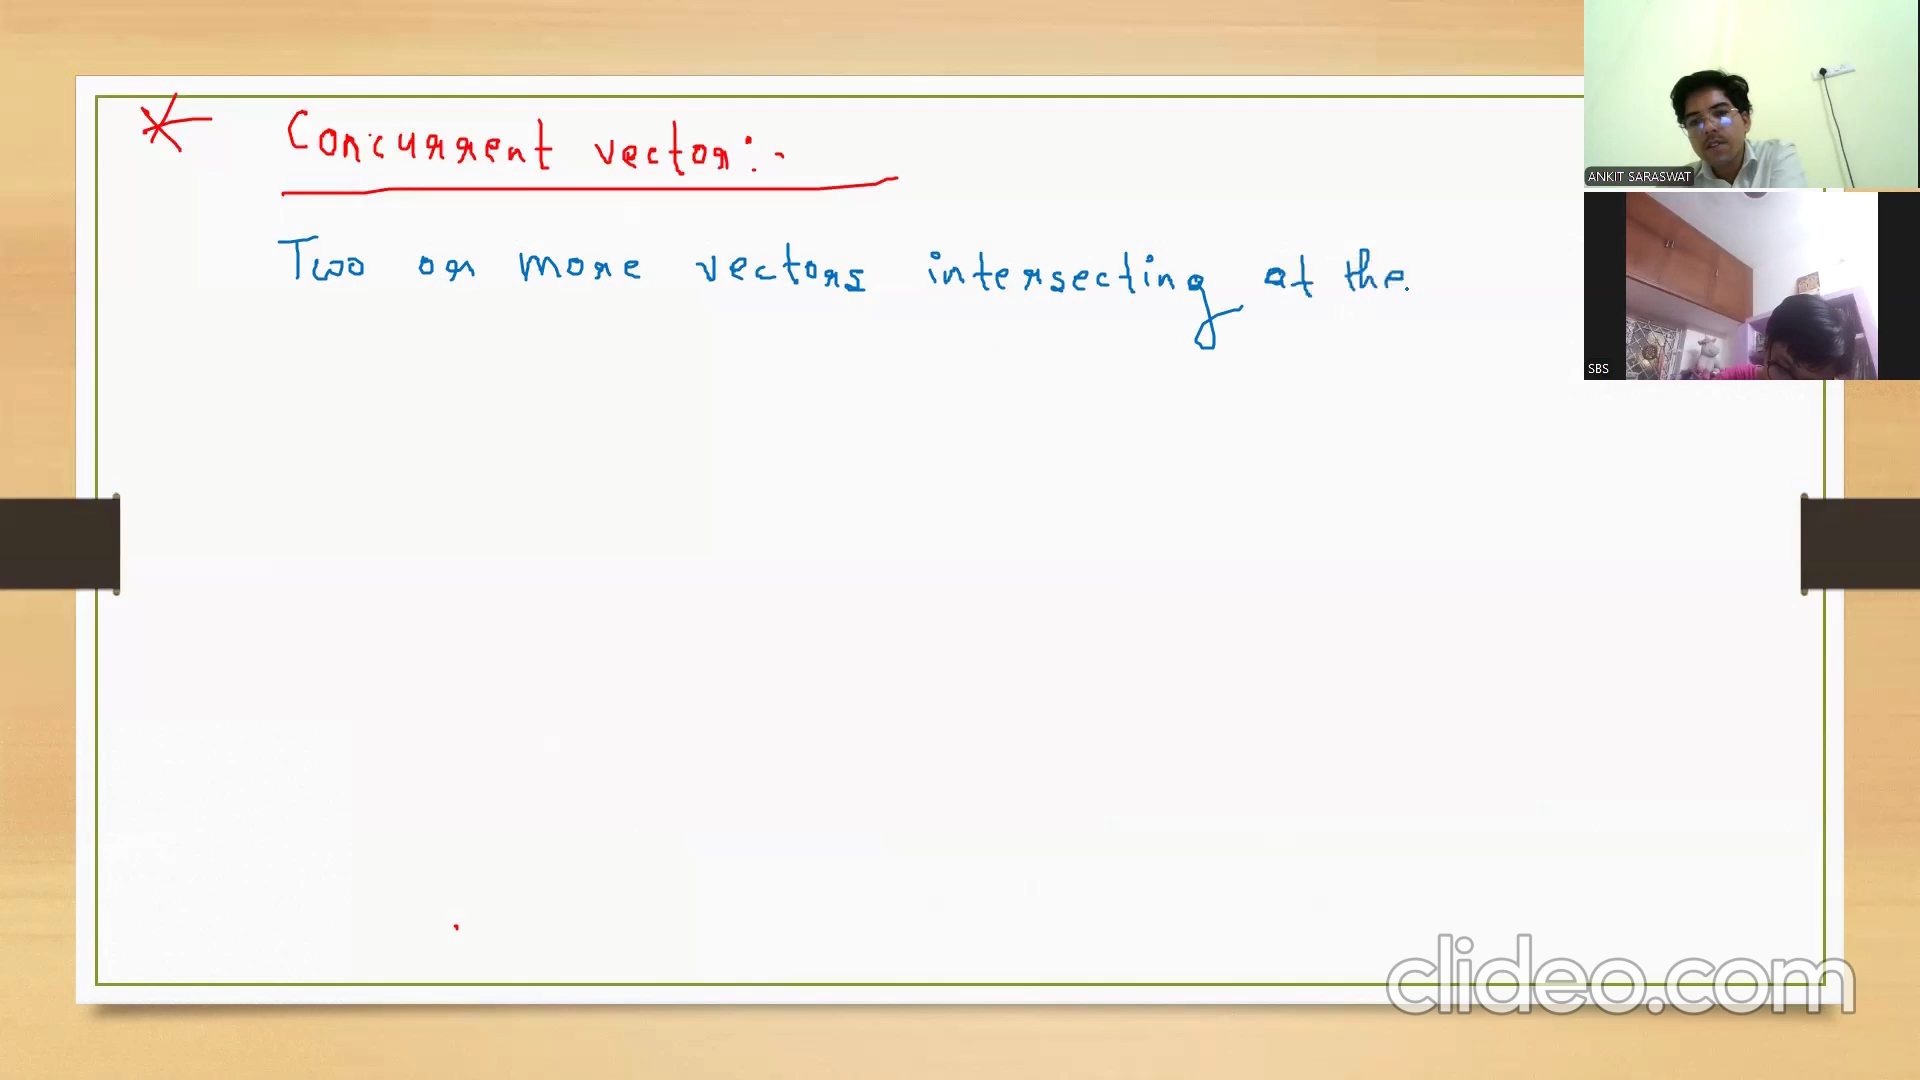 Concurrent vector:-
Two or more vectors intersecting at the
ANKIT SARASWAT
SBS
clideo.com